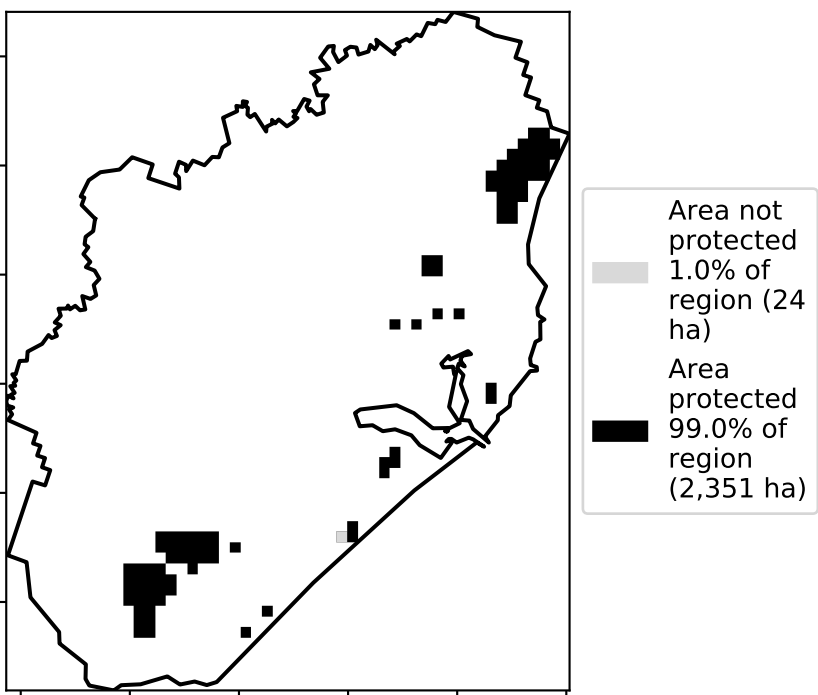 Area not
protected
1.0% of
region (24
ha)
Area
protected
99.0% of
region
(2,351 ha)